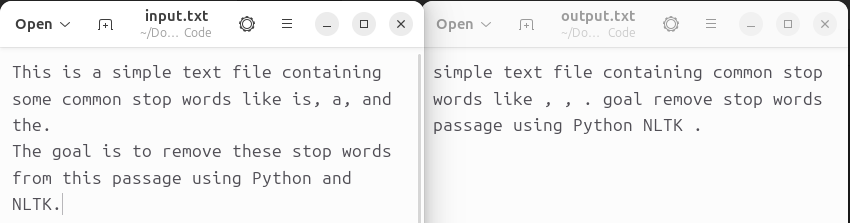 Open
input.txt
~/Do... Code
This is a simple text file containing
some common stop words like is, a, and
the.
The goal is to remove these stop words
from this passage using Python and
NLTK.
Open
output.txt
~/Do... Code
simple text file containing common stop
words like , , . goal remove stop words
passage using Python NLTK .